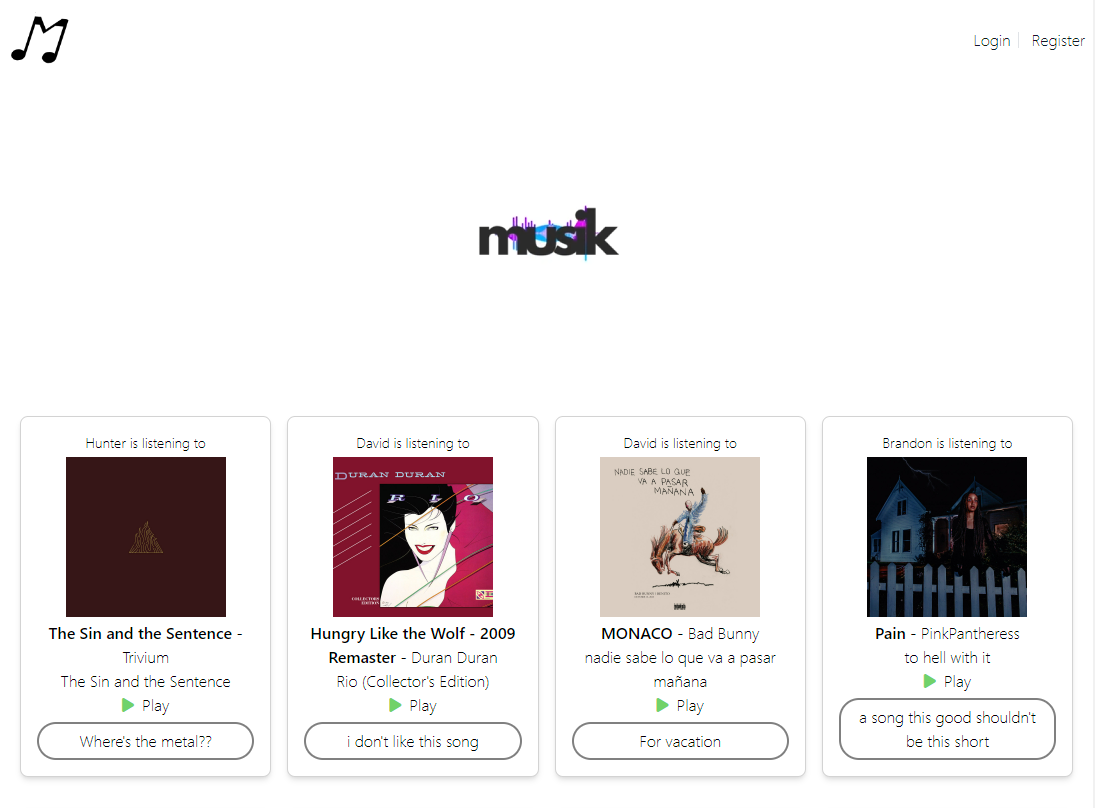 Login Register
musik
Hunter is listening to
The Sin and the Sentence -
Trivium
The Sin and the Sentence
Play
Where's the metal??
David is listening to
DURAN DURAN
RIO
COLLECTOR'S
EDITION
Hungry Like the Wolf - 2009
Remaster - Duran Duran
Rio (Collector's Edition)
Play
i don't like this song
David is listening to
NADIE SABE LO QUE
VA A PASAR
MAÑANA
MONACO - Bad Bunny
nadie sabe lo que va a pasar
mañana
Play
For vacation
Brandon is listening to
Pain - PinkPantheress
to hell with it
Play
a song this good shouldn't
be this short